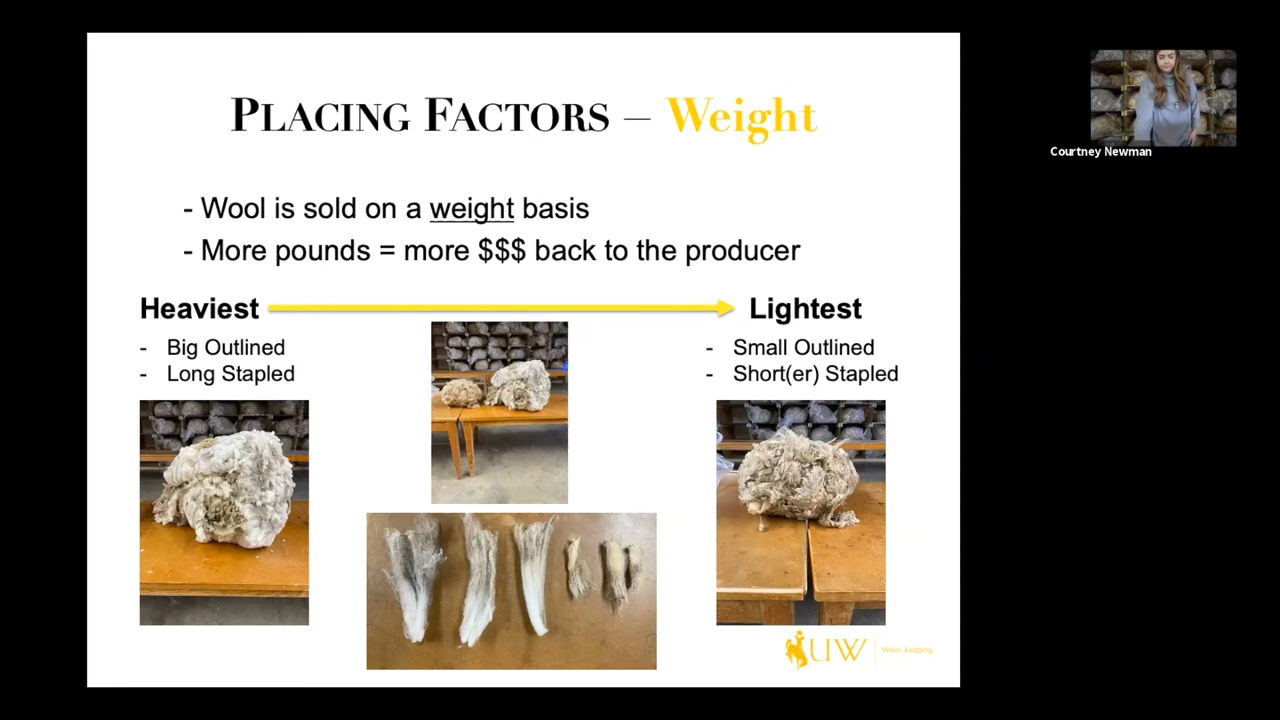 PLACING FACTORS – Weight
- Wool is sold on a weight basis
- More pounds = more $$$ back to the producer
Heaviest
- Big Outlined
- Long Stapled
Lightest
- Small Outlined
- Short(er) Stapled
UW
Wool Judging
Courtney Newman